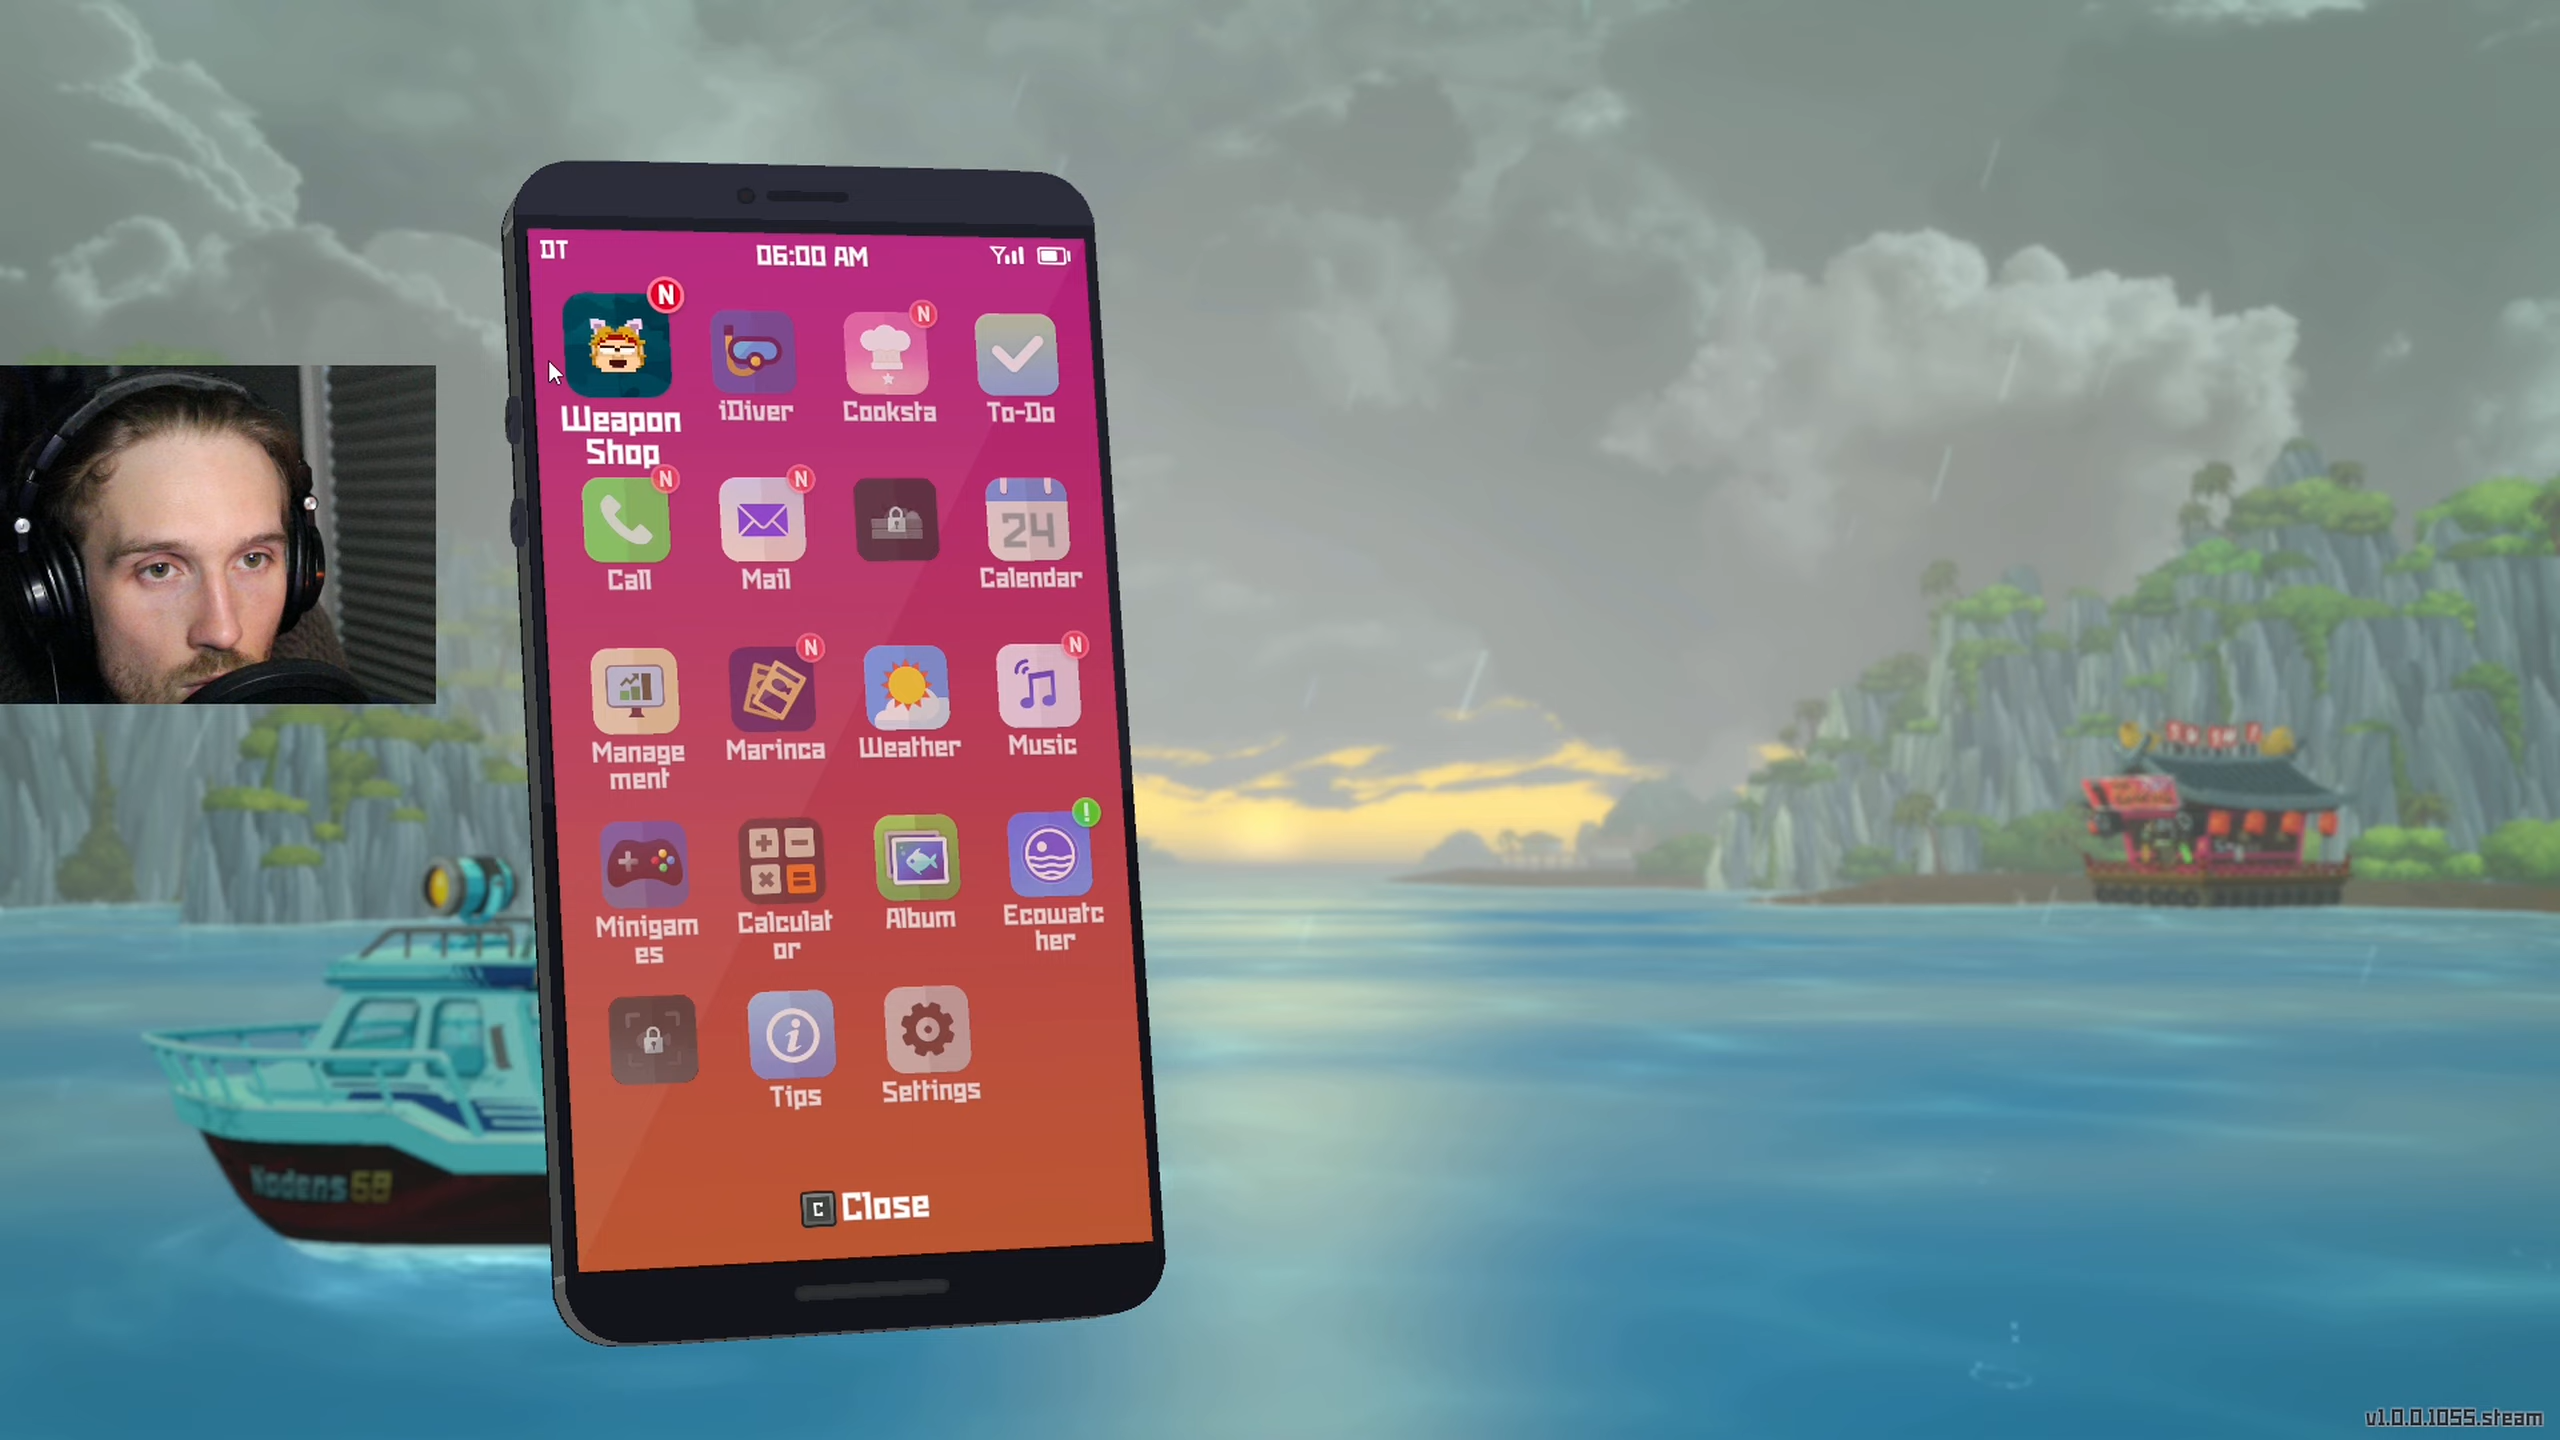 DT
06:00 AM
N
Weapon
Shop
iDiver
N
Cooksta
To-Do
N
Call
N
Mail
24
Calendar
Manage
ment
N
Marinca
Weather
N
Music
Minigam
es
Calculat
or
Album
!
Ecowatc
her
Tips
Settings
C Close
Nodens58
v1.0.0.1055.steam